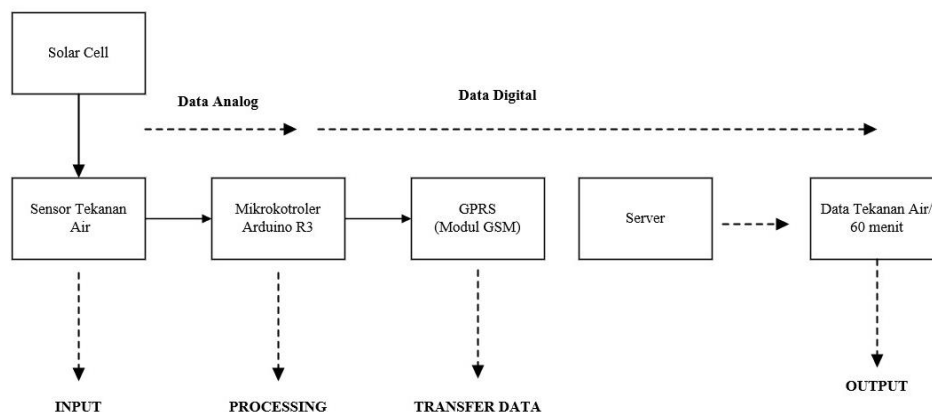 Solar Cell
Data Analog
Data Digital
Sensor Tekanan
Air
Mikrokotroler
Arduino R3
GPRS
(Modul GSM)
Server
Data Tekanan Air/
60 menit
INPUT
PROCESSING
TRANSFER DATA
OUTPUT